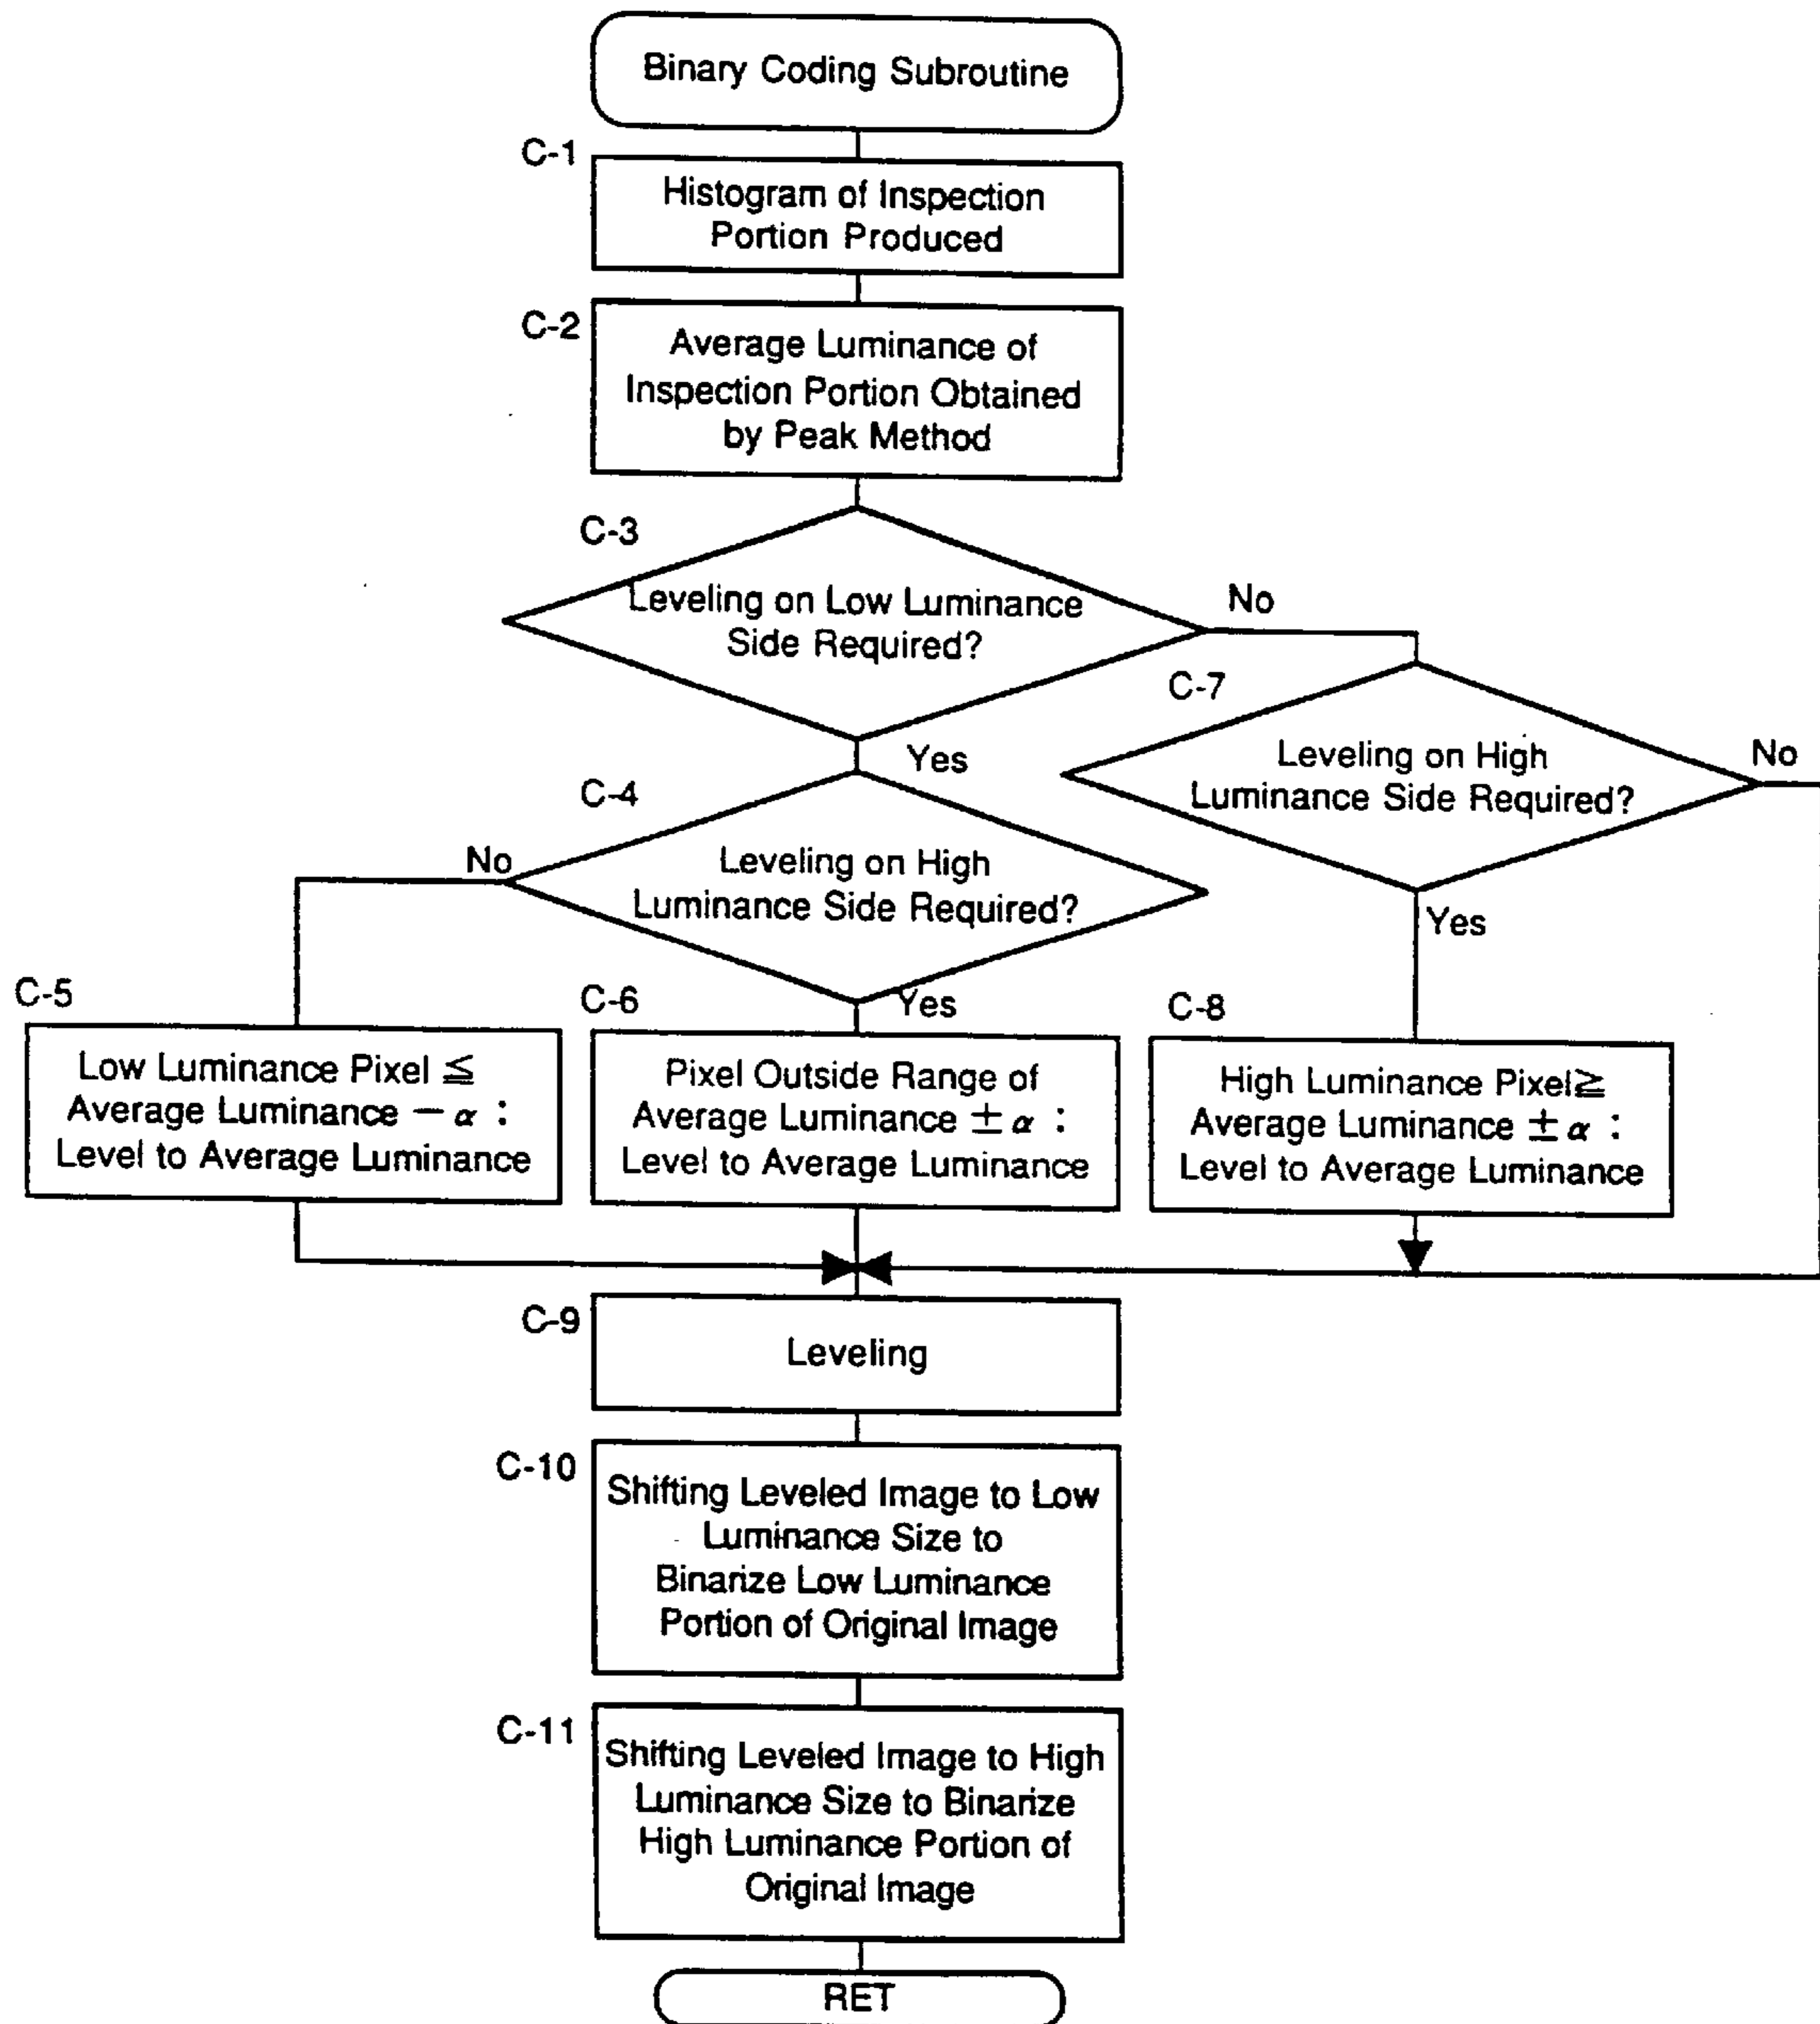 Binary Coding Subroutine
C-1
Histogram of Inspection
Portion Produced
C-2
Average Luminance of
Inspection Portion Obtained
by Peak Method
C-3
Leveling on Low Luminance
Side Required?
No
Yes
C-7
Leveling on High
Luminance Side Required?
No
Yes
C-4
Leveling on High
Luminance Side Required?
No
Yes
C-5
Low Luminance Pixel ≦
Average Luminance − α :
Level to Average Luminance
C-6
Pixel Outside Range of
Average Luminance ± α :
Level to Average Luminance
C-8
High Luminance Pixel≧
Average Luminance ± α :
Level to Average Luminance
C-9
Leveling
C-10
Shifting Leveled Image to Low
Luminance Size to
Binarize Low Luminance
Portion of Original Image
C-11
Shifting Leveled Image to High
Luminance Size to Binarize
High Luminance Portion of
Original Image
RET